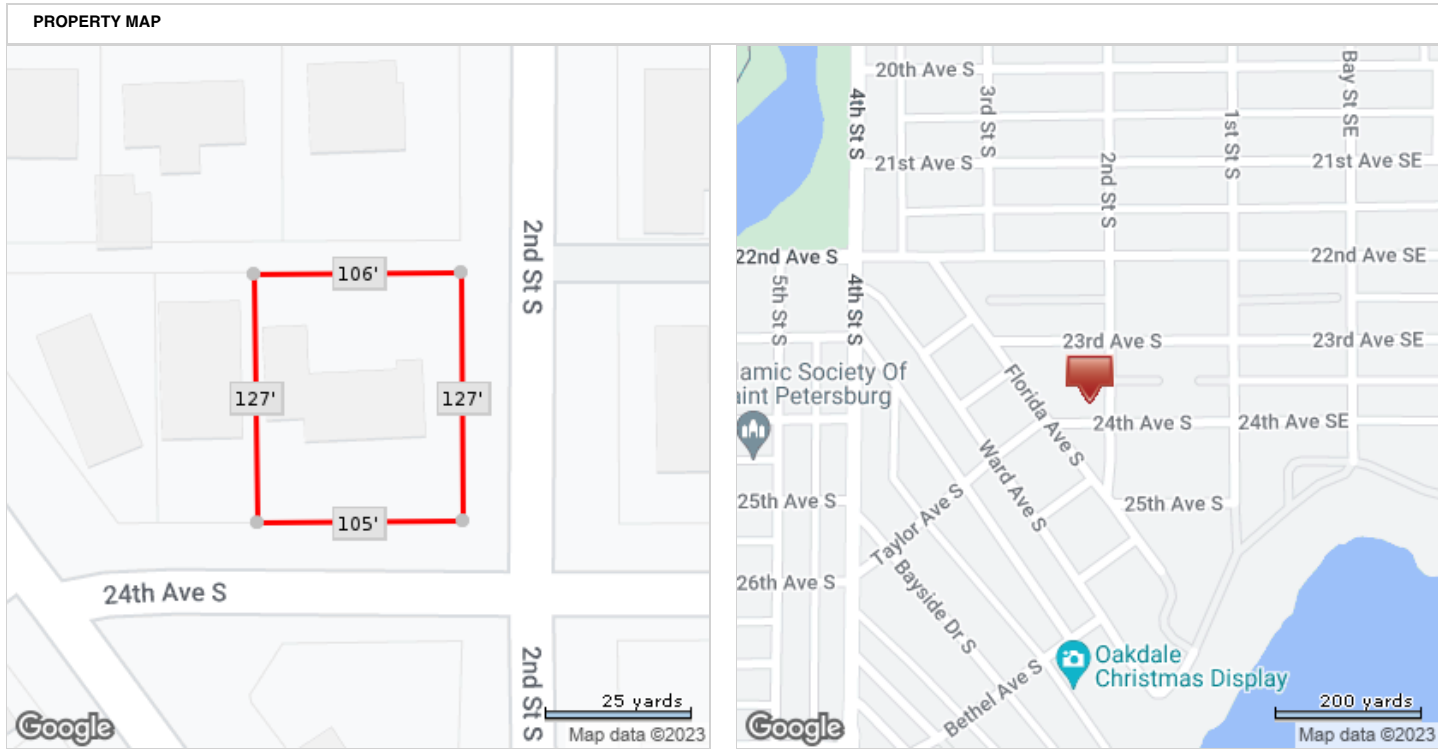 PROPERTY MAP
106'
2nd St S
127'
127'
105'
24th Ave S
2nd St S
25 yards
Google
Map data ©2023
20th Ave S
Bay St SE
4th St S
3rd St S
1st St S
21st Ave S
2nd St S
21st Ave SE
22nd Ave S
22nd Ave SE
5th St S
4th St S
23rd Ave S
23rd Ave SE
amic Society Of
aint Petersburg
Florida Ave S
24th Ave S
24th Ave SE
Ward Ave S
25th Ave S
25th Ave S
Taylor Ave S
26th Ave S
Bayside Dr S
Oakdale
Christmas Display
Bethel Ave S
200 yards
Google
Map data ©2023